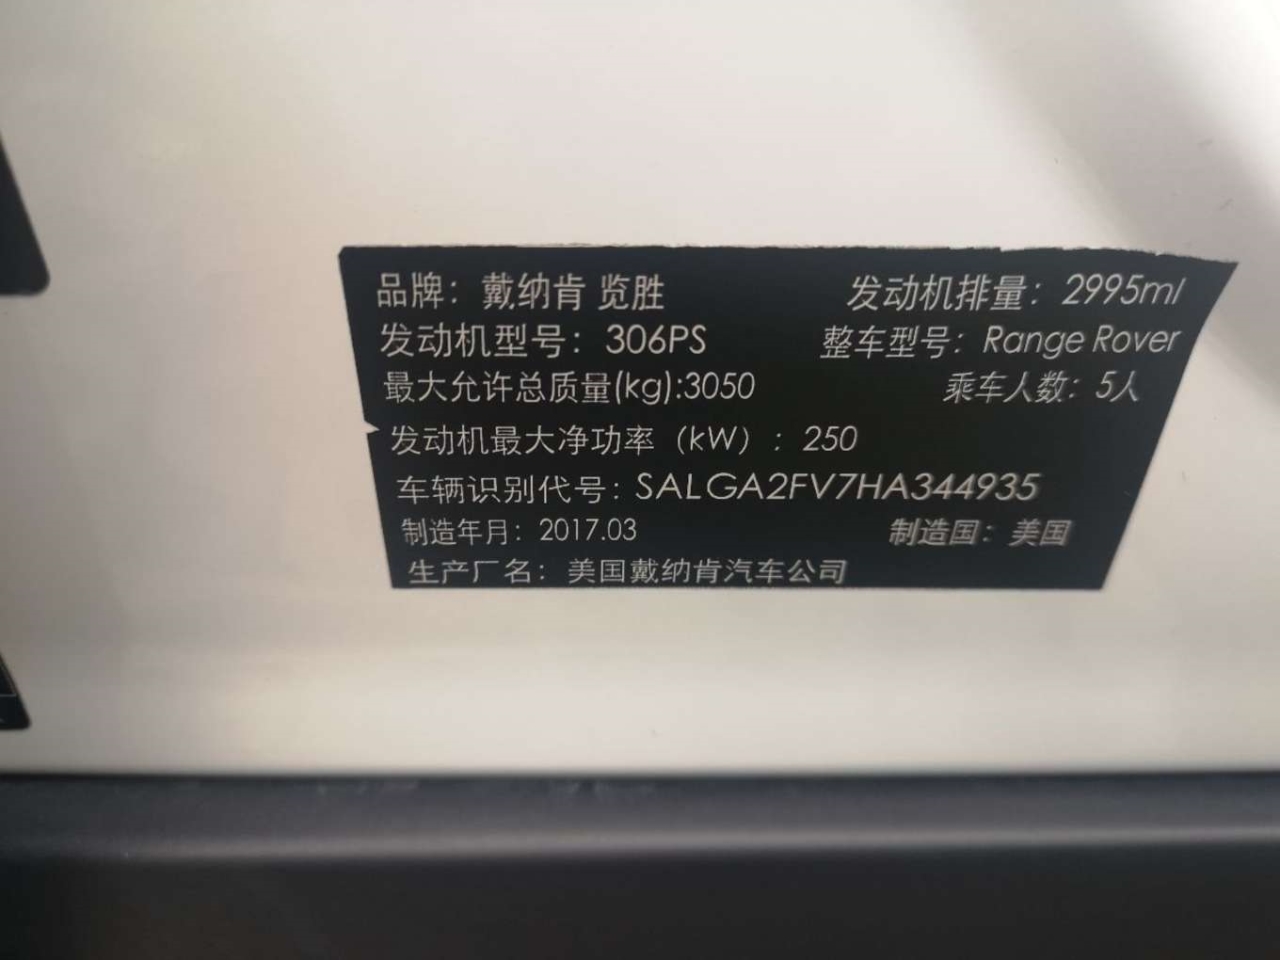 品牌：戴纳肯 览胜 发动机排量：2995ml
发动机型号：306PS 整车型号：Range Rover
最大允许总质量(kg):3050 乘车人数：5人
发动机最大净功率（kW）：250
车辆识别代号：SALGA2FV7HA344935
制造年月：2017.03 制造国：美国
生产厂名：美国戴纳肯汽车公司